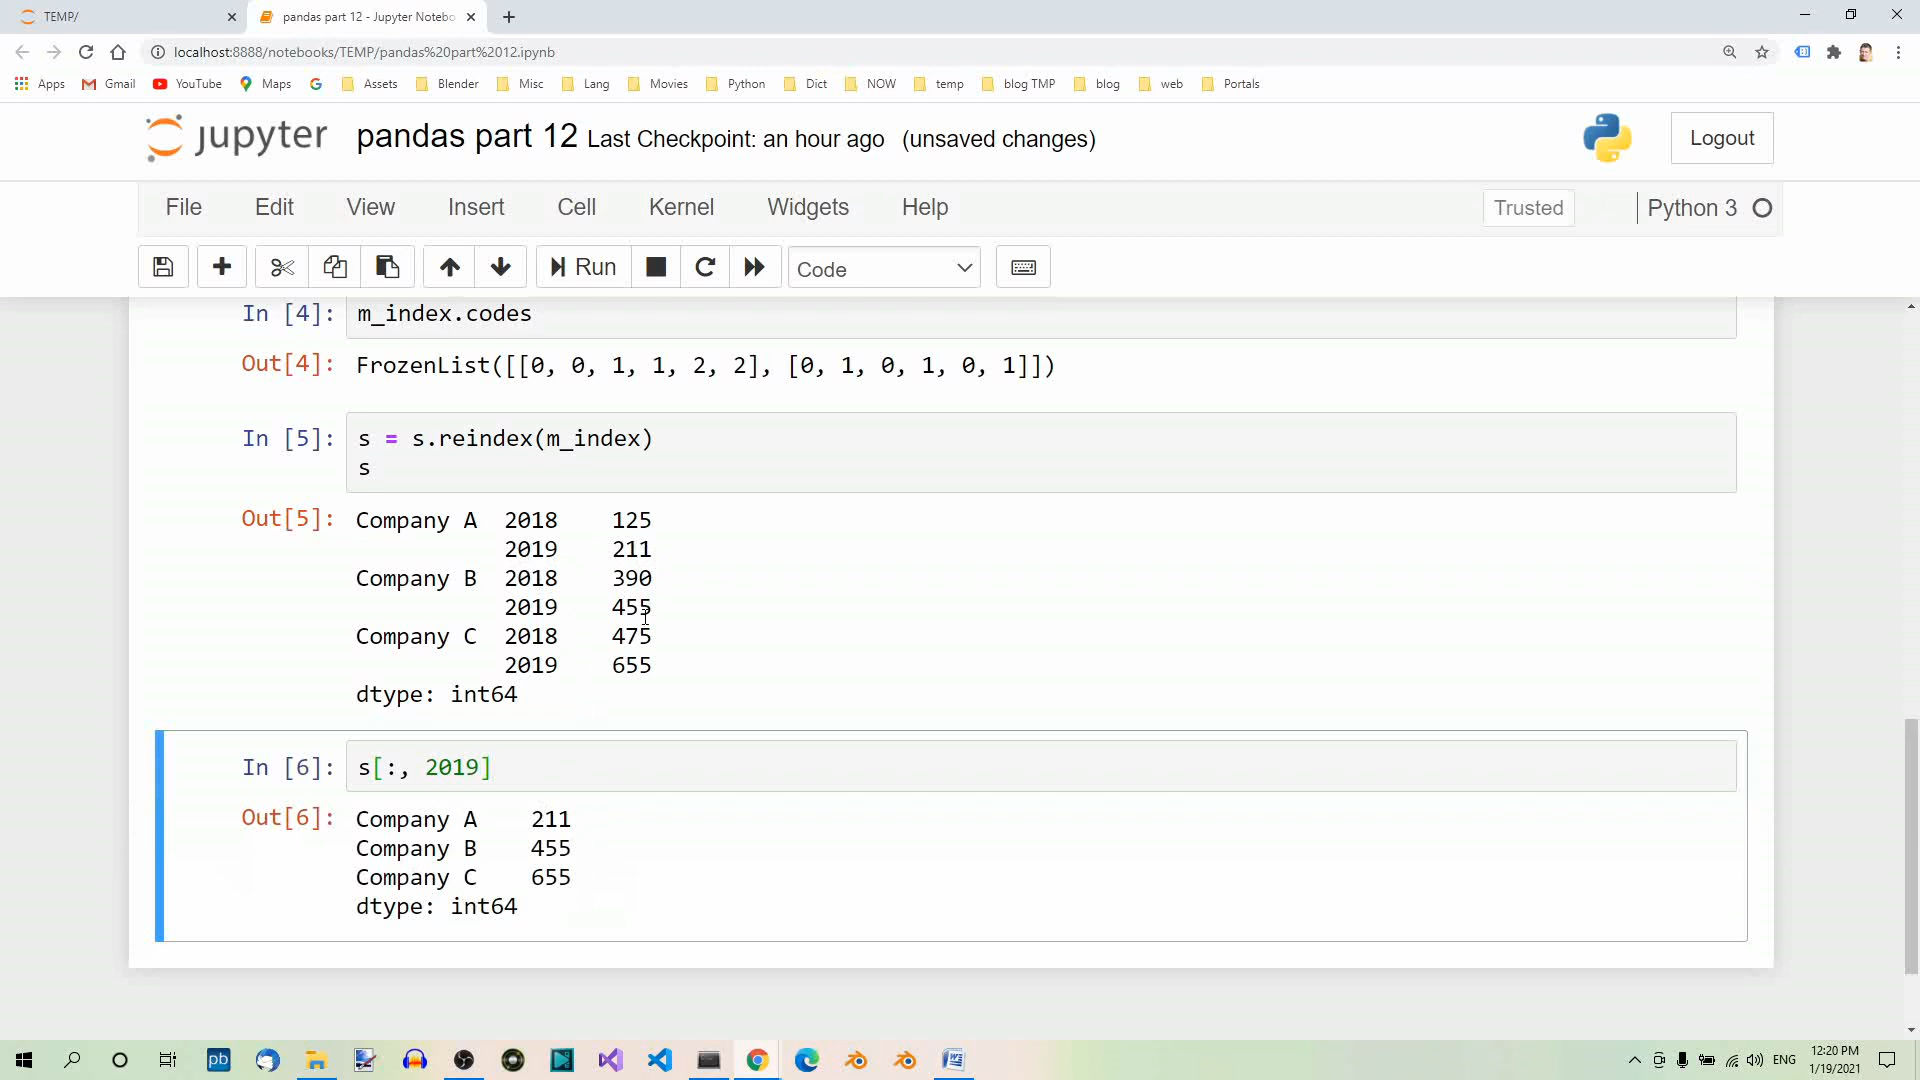 TEMP/
pandas part 12 - Jupyter Notebo
localhost:8888/notebooks/TEMP/pandas%20part%2012.ipynb
Apps Gmail YouTube Maps Assets Blender Misc Lang Movies Python Dict NOW temp blog TMP blog web Portals
jupyter pandas part 12 Last Checkpoint: an hour ago (unsaved changes) Logout
File Edit View Insert Cell Kernel Widgets Help Trusted Python 3
Run Code
In [4]: m_index.codes
Out[4]: FrozenList([[0, 0, 1, 1, 2, 2], [0, 1, 0, 1, 0, 1]])
In [5]: s = s.reindex(m_index)
s
Out[5]: Company A 2018 125
2019 211
Company B 2018 390
2019 455
Company C 2018 475
2019 655
dtype: int64
In [6]: s[:, 2019]
Out[6]: Company A 211
Company B 455
Company C 655
dtype: int64
pb
ENG
12:20 PM
1/19/2021